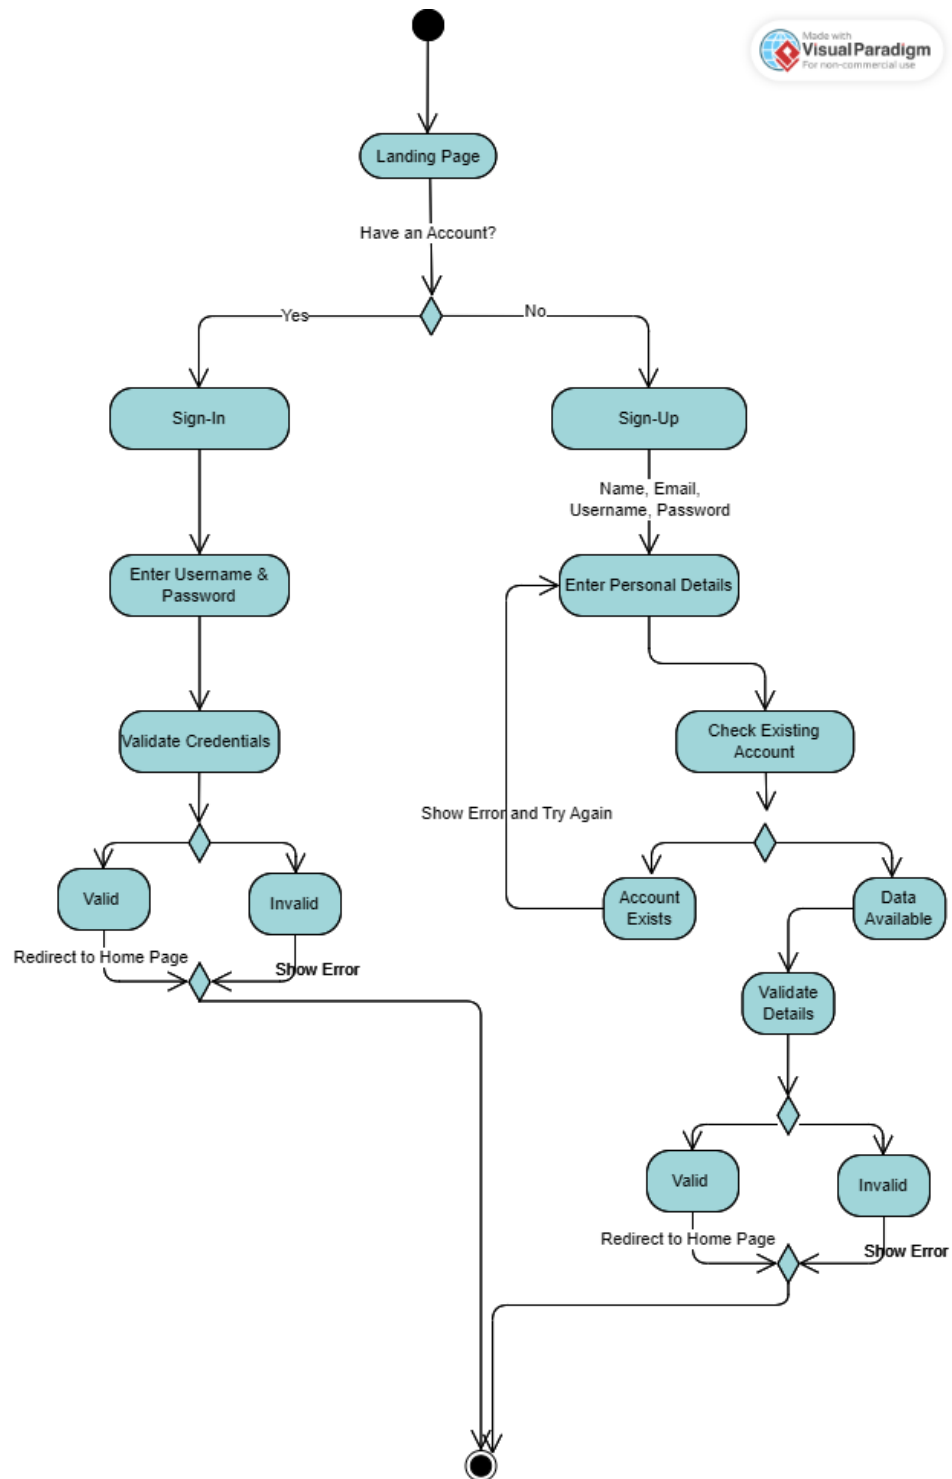 Made with
VisualParadigm
For non-commercial use
Landing Page
Have an Account?
Yes
No
Sign-In
Sign-Up
Name, Email,
Username, Password
Enter Username &
Password
Enter Personal Details
Validate Credentials
Check Existing
Account
Show Error and Try Again
Valid
Invalid
Account
Exists
Data
Available
Redirect to Home Page
Show Error
Validate
Details
Valid
Invalid
Redirect to Home Page
Show Error